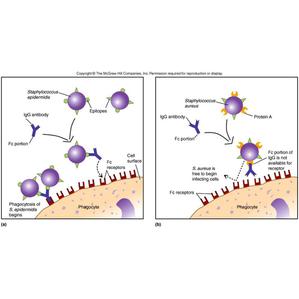 Copyright © The McGraw-Hill Companies, Inc. Permission required for reproduction or display.
Staphylococcus
epidermidis
IgG antibody
Epitopes
Fc portion
Fc
receptors
Cell
surface
Phagocytosis of
S. epidermidis
begins.
Phagocyte
(a)
Staphylococcus
aureus
IgG antibody
Protein A
Fc portion
Fc portion of
IgG is not
available for
receptor
S. aureus is
free to begin
infecting cells
Fc receptors
Phagocyte
(b)